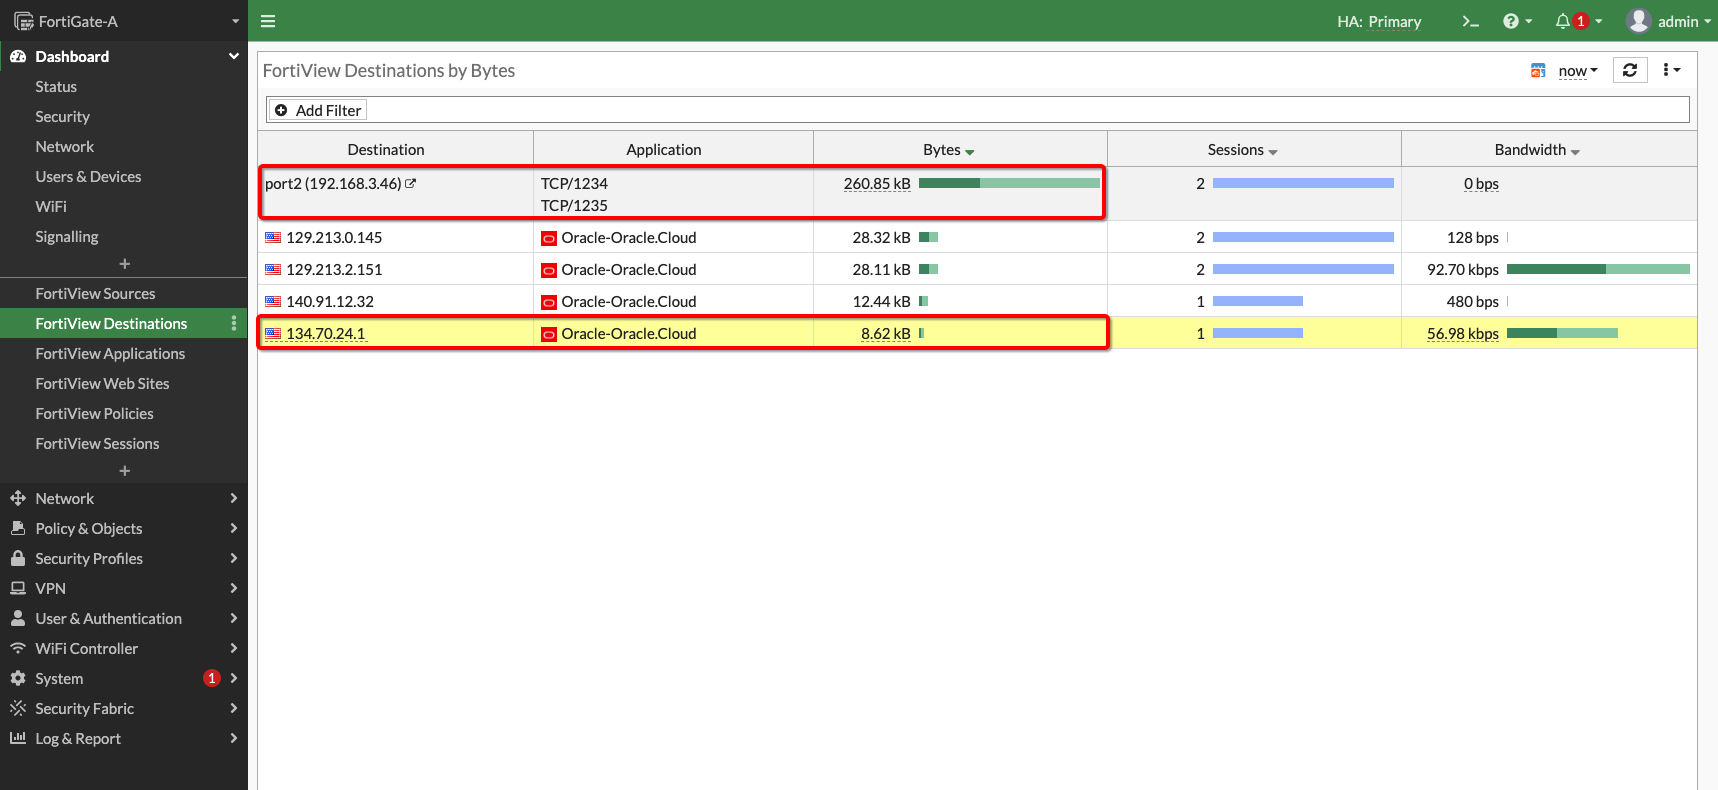 FortiGate-A
HA: Primary
>_
1
admin
Dashboard
Status
Security
Network
Users & Devices
WiFi
Signalling
+
FortiView Sources
FortiView Destinations
FortiView Applications
FortiView Web Sites
FortiView Policies
FortiView Sessions
+
Network
Policy & Objects
Security Profiles
VPN
User & Authentication
WiFi Controller
System 1
Security Fabric
Log & Report
FortiView Destinations by Bytes
now
Add Filter
Destination Application Bytes Sessions Bandwidth
port2 (192.168.3.46) TCP/1234 260.85 kB 2 0 bps
TCP/1235
129.213.0.145 Oracle-Oracle.Cloud 28.32 kB 2 128 bps
129.213.2.151 Oracle-Oracle.Cloud 28.11 kB 2 92.70 kbps
140.91.12.32 Oracle-Oracle.Cloud 12.44 kB 1 480 bps
134.70.24.1 Oracle-Oracle.Cloud 8.62 kB 1 56.98 kbps